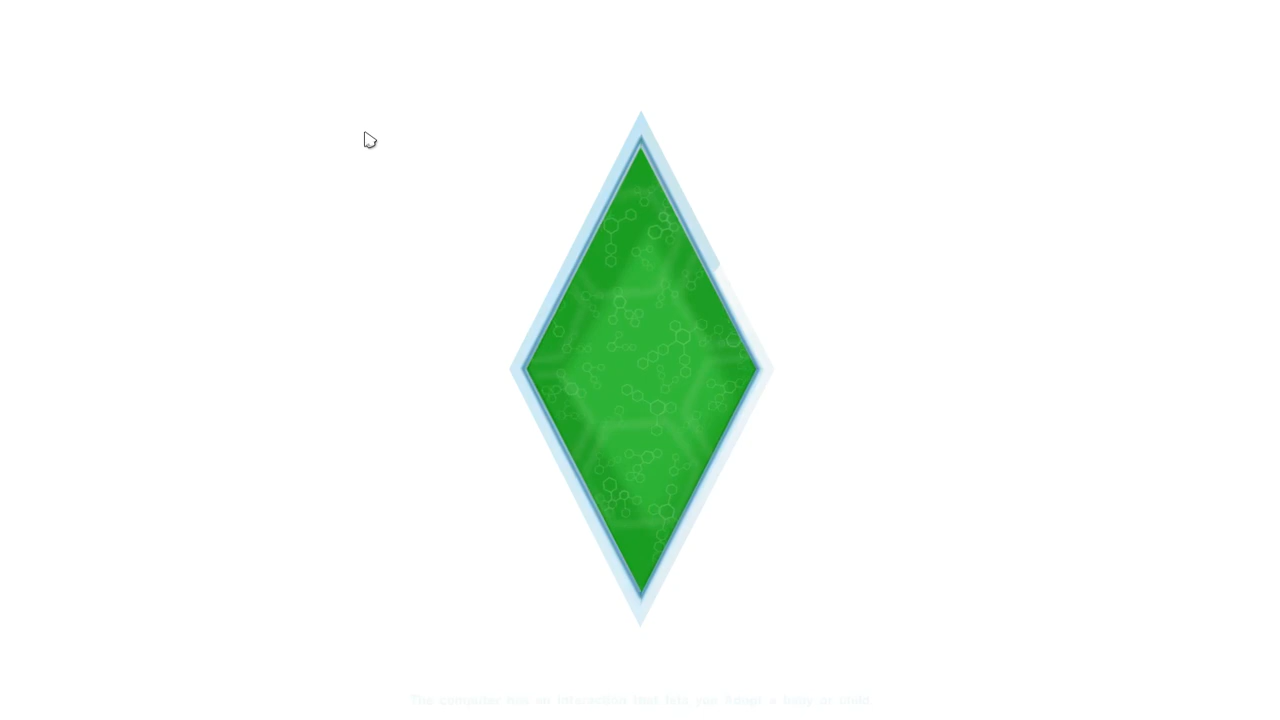 The computer has an interaction that lets you adopt a baby or child.